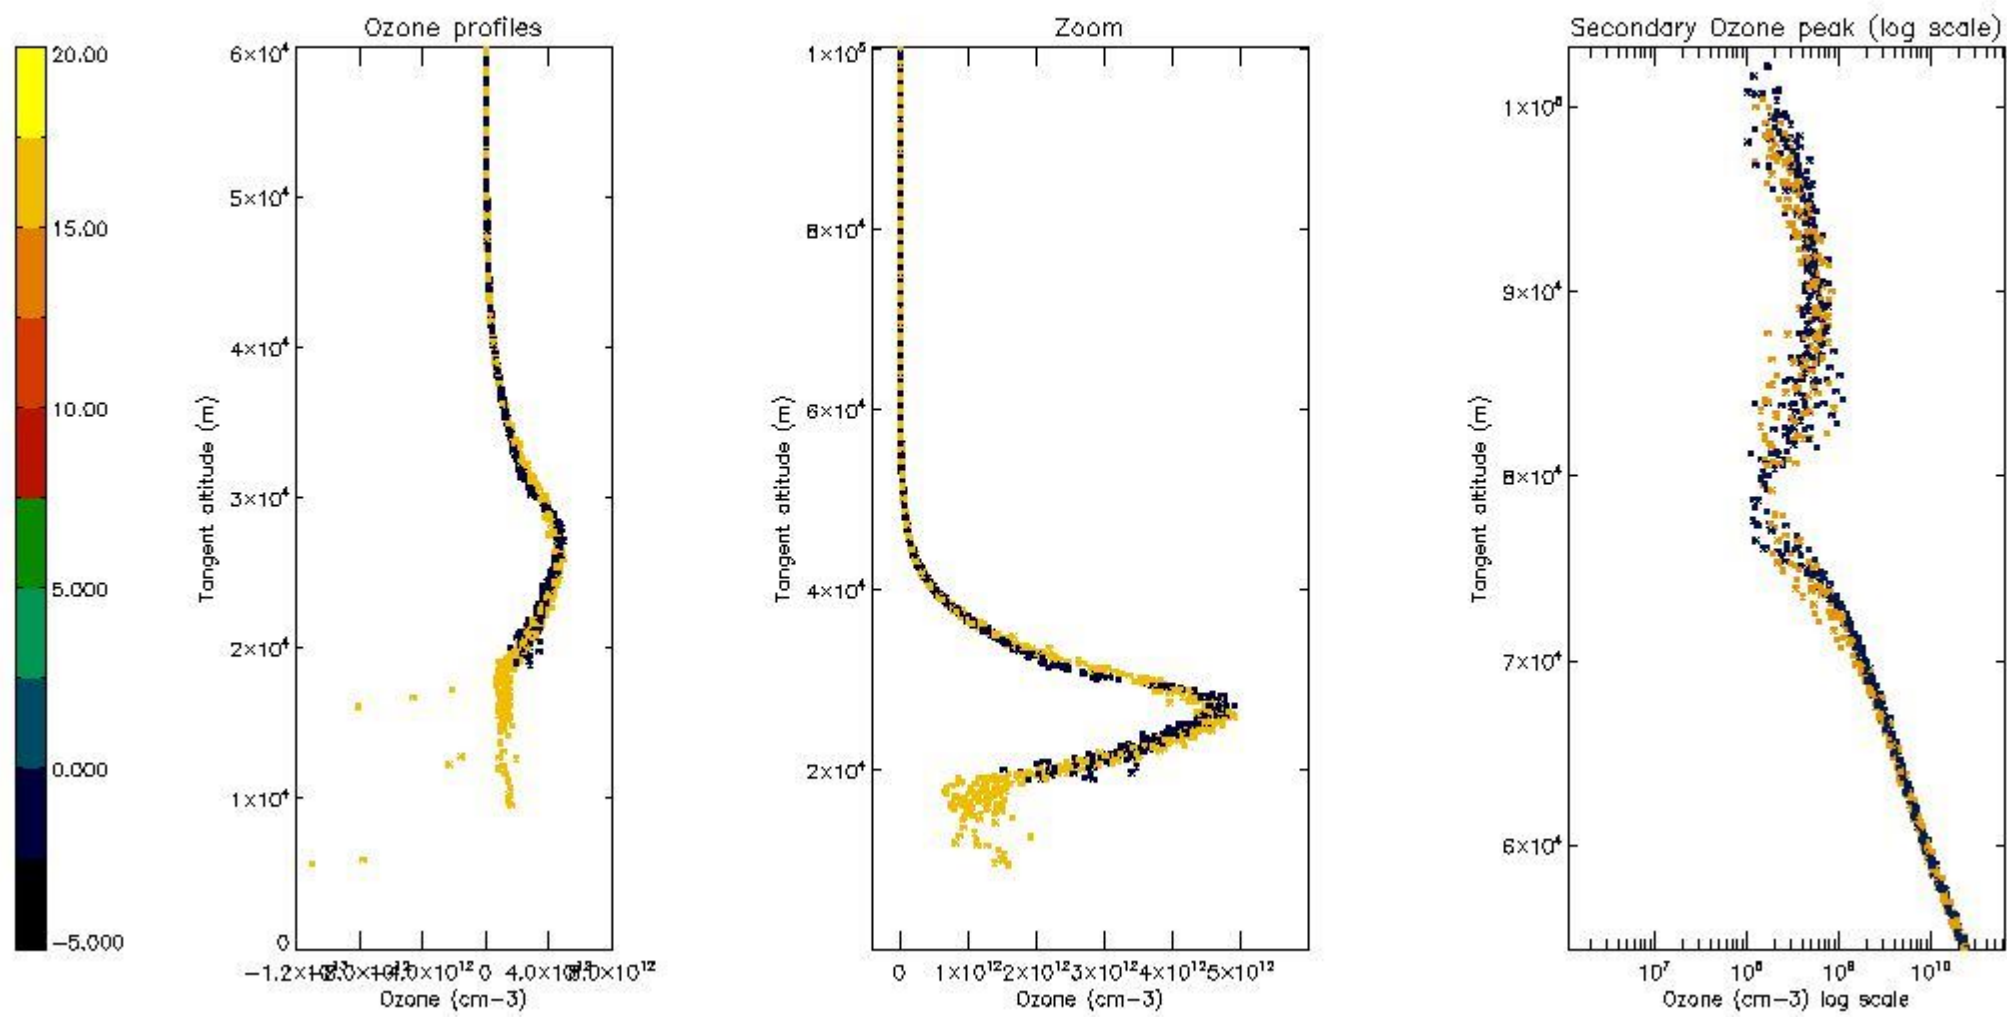 Ozone profiles
Zoom
Secondary Ozone peak (log scale)
20.00
15.00
10.00
5.000
0.000
−5.000
6×10⁴
5×10⁴
4×10⁴
3×10⁴
2×10⁴
1×10⁴
0
Tangent altitude (m)
0
Ozone (cm−3)
1×10⁵
8×10⁴
6×10⁴
4×10⁴
2×10⁴
Tangent altitude (m)
0 1×10¹² 2×10¹² 3×10¹² 4×10¹² 5×10¹²
Ozone (cm−3)
1×10⁵
9×10⁴
8×10⁴
7×10⁴
6×10⁴
Tangent altitude (m)
10⁷ 10⁸ 10⁹ 10¹⁰
Ozone (cm−3) log scale